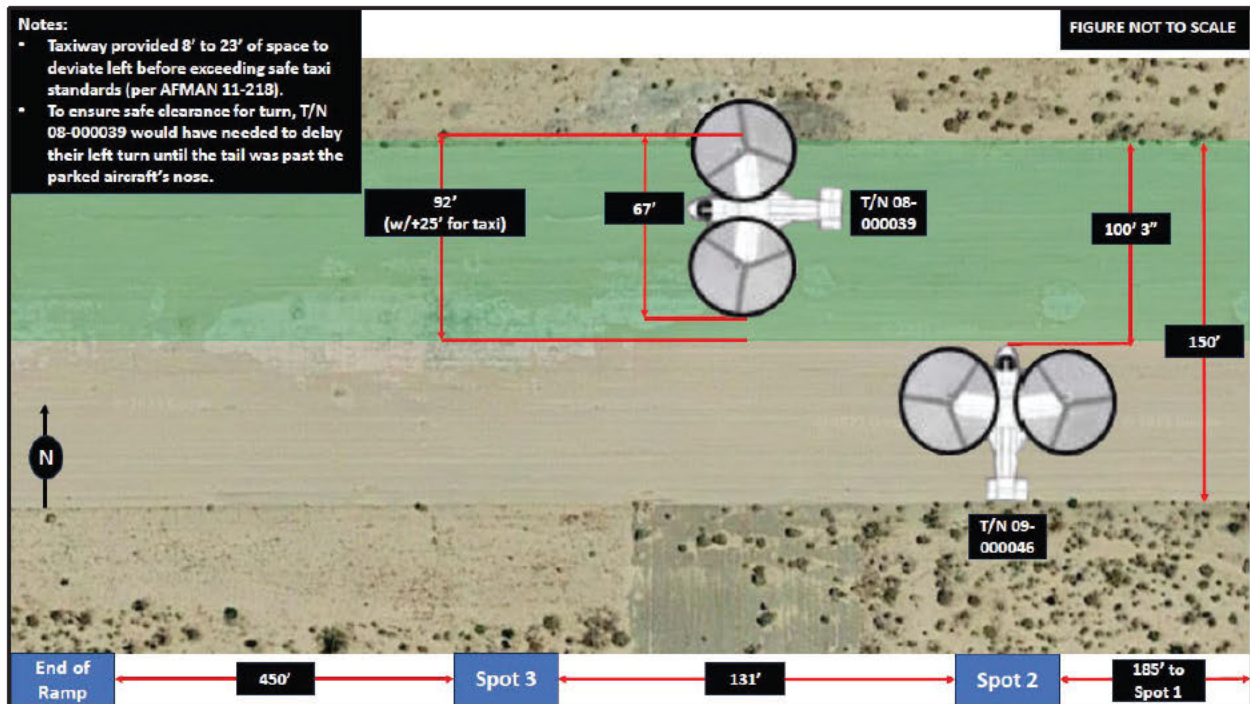 Notes:
• Taxiway provided 8' to 23' of space to
deviate left before exceeding safe taxi
standards (per AFMAN 11-218).
• To ensure safe clearance for turn, T/N
08-000039 would have needed to delay
their left turn until the tail was past the
parked aircraft's nose.
FIGURE NOT TO SCALE
92'
(w/+25' for taxi)
67'
T/N 08-
000039
100' 3"
150'
N
T/N 09-
000046
End of
Ramp
450'
Spot 3
131'
Spot 2
185' to
Spot 1